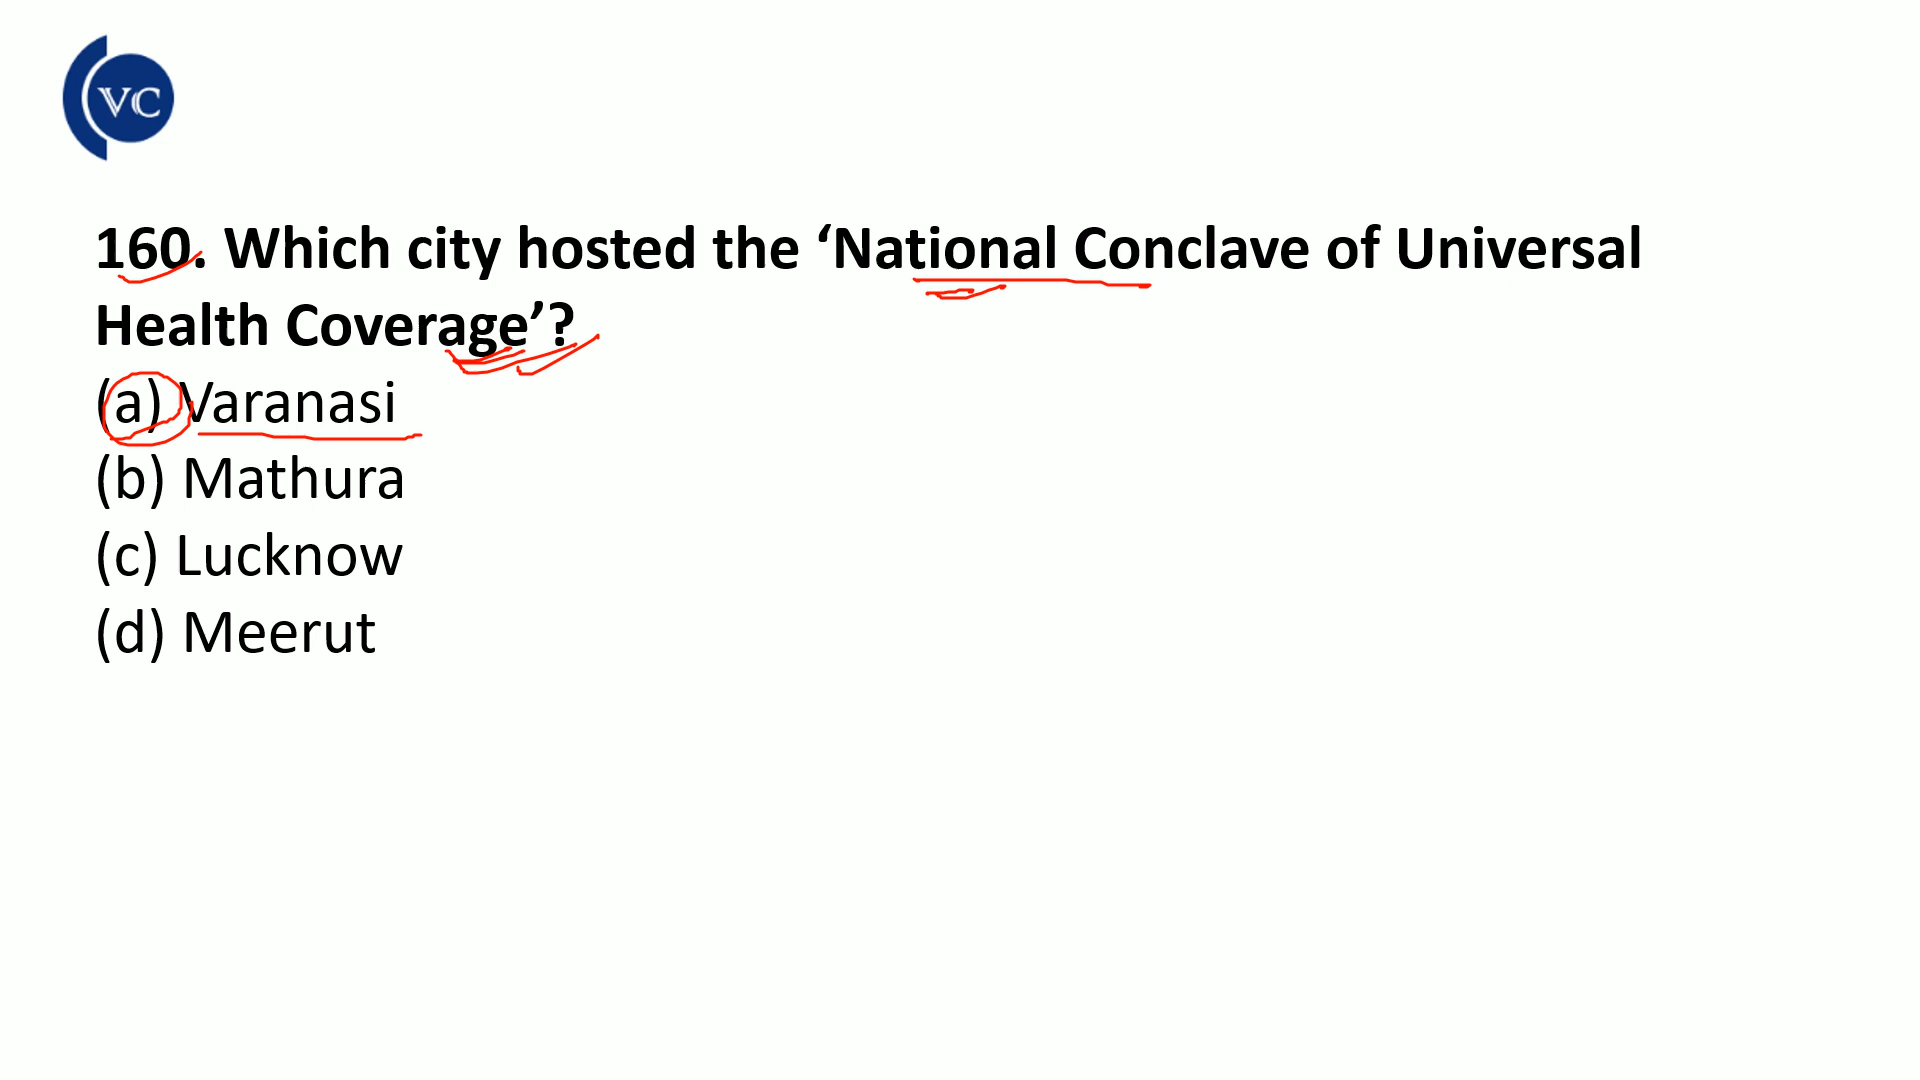 VC
160. Which city hosted the ‘National Conclave of Universal
Health Coverage’?
(a) Varanasi
(b) Mathura
(c) Lucknow
(d) Meerut